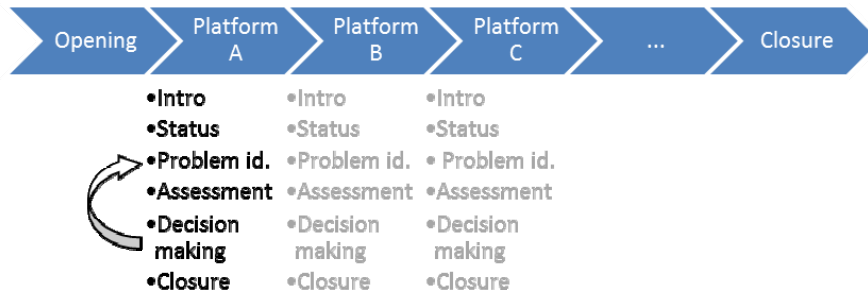 Opening
Platform
A
Platform
B
Platform
C
...
Closure
•Intro
•Status
•Problem id.
•Assessment
•Decision
making
•Closure
•Intro
•Status
•Problem id.
•Assessment
•Decision
making
•Closure
•Intro
•Status
• Problem id.
•Assessment
•Decision
making
•Closure